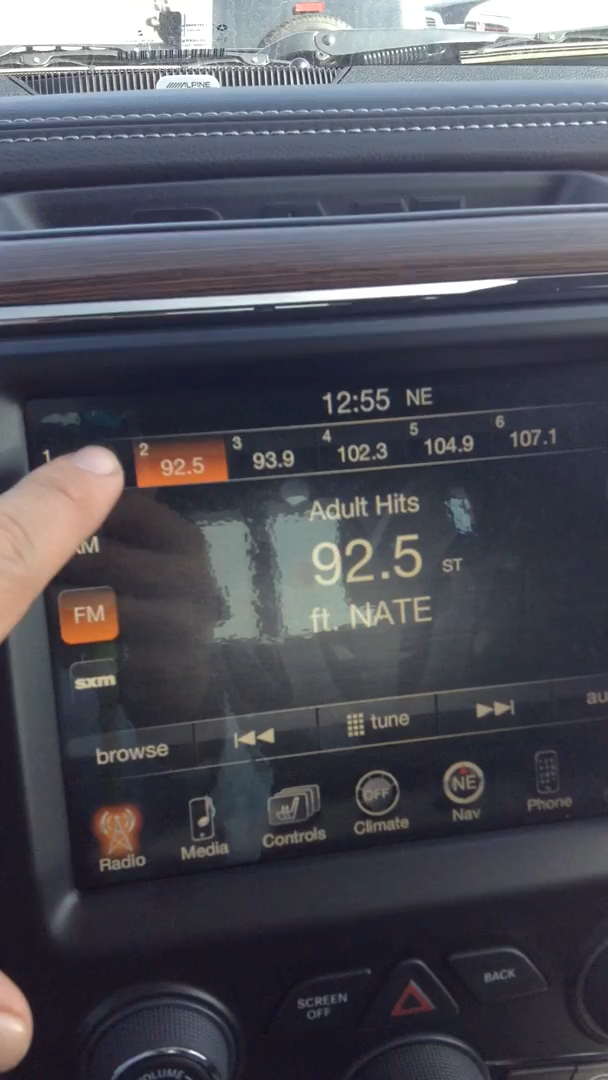 ALPINE
12:55 NE
1
2 92.5
3 93.9
4 102.3
5 104.9
6 107.1
AM
Adult Hits
92.5 ST
ft. NATE
FM
sxm
browse
tune
au
Radio
Media
Controls
OFF
Climate
NE
Nav
Phone
SCREEN
OFF
BACK
VOLUME